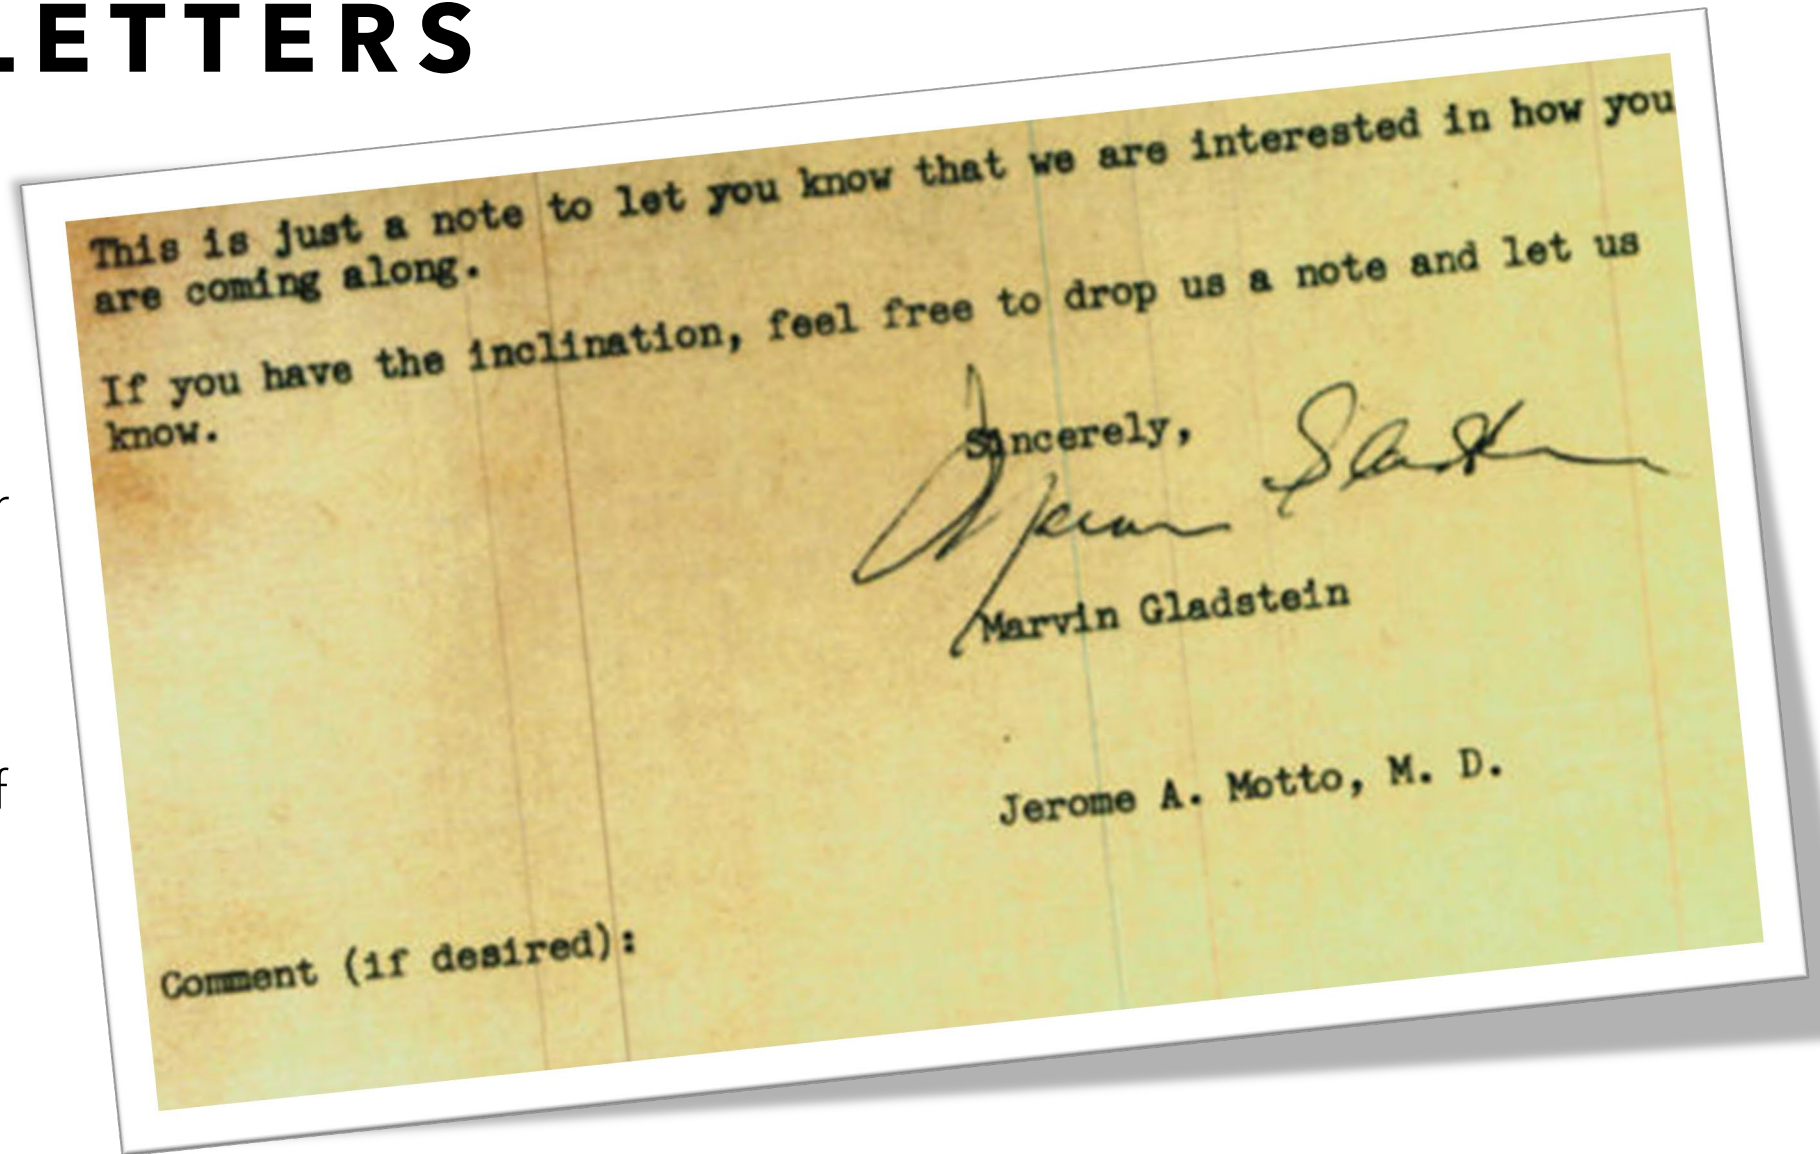 LETTERS
This is just a note to let you know that we are interested in how you
are coming along.
If you have the inclination, feel free to drop us a note and let us
know.
Sincerely,
Marvin Gladstein
Jerome A. Motto, M. D.
Comment (if desired):